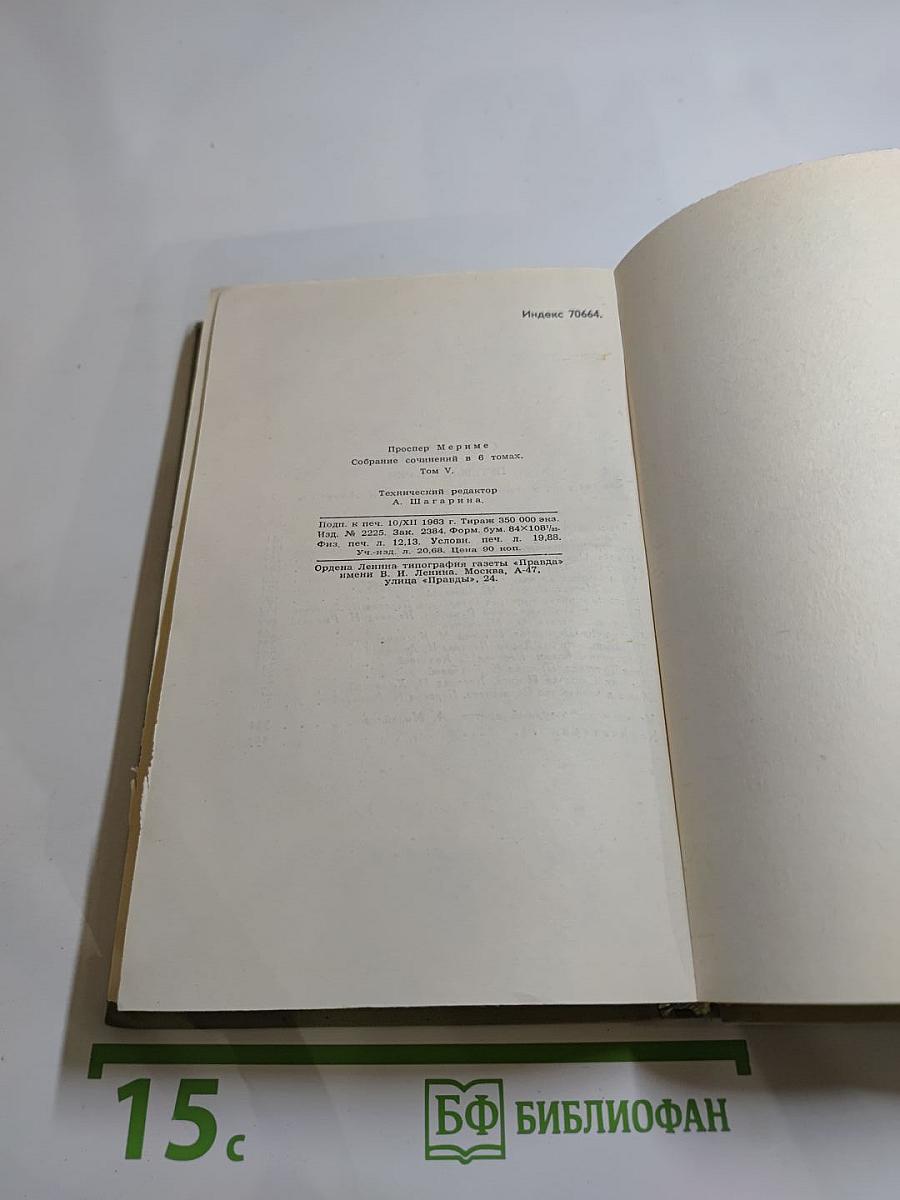 Индекс 70664.
Проспер Мериме
Собрание сочинений в 6 томах.
Том V.
Технический редактор
А. Шагарина.
Подп. к печ. 10/XII 1963 г. Тираж 350 000 экз.
Изд. № 2225. Зак. 2384. Форм. бум. 84×108¹/₃₂.
Физ. печ. л. 12,13. Условн. печ. л. 19,88.
Уч.-изд. л. 20,68. Цена 90 коп.
Ордена Ленина типография газеты «Правда»
имени В. И. Ленина. Москва, А-47,
улица «Правды», 24.
15 с
БФ БИБЛИОФАН